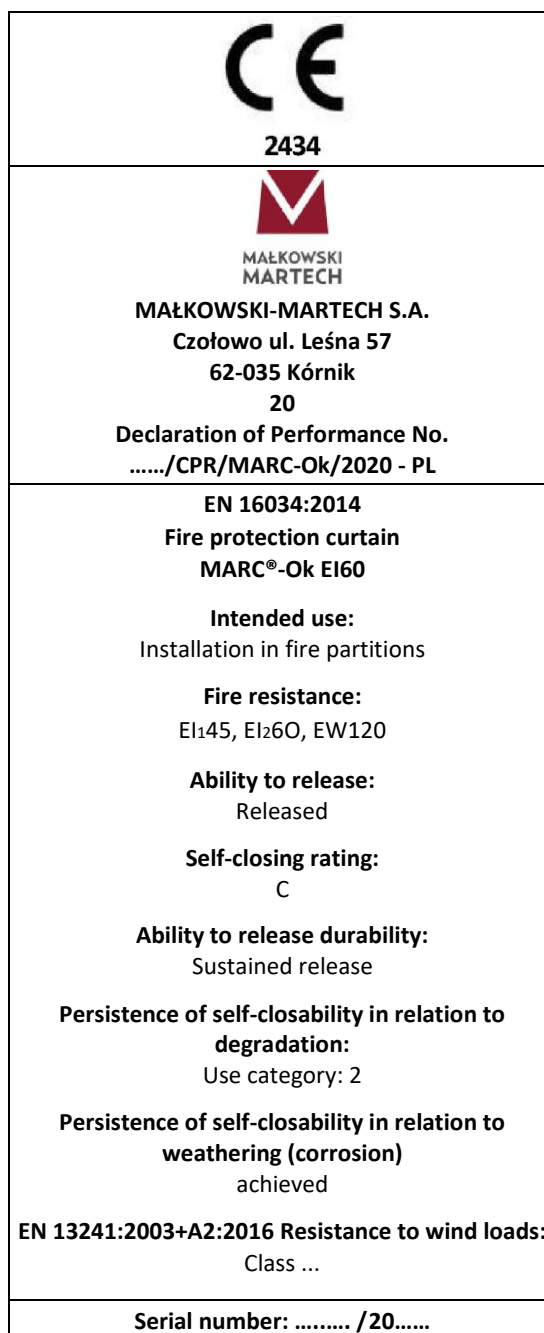 CE
2434
MAŁKOWSKI
MARTECH
MAŁKOWSKI-MARTECH S.A.
Czołowo ul. Leśna 57
62-035 Kórnik
20
Declaration of Performance No.
……/CPR/MARC-Ok/2020 - PL
EN 16034:2014
Fire protection curtain
MARC®-Ok EI60
Intended use:
Installation in fire partitions
Fire resistance:
EI₁45, EI₂6O, EW120
Ability to release:
Released
Self-closing rating:
C
Ability to release durability:
Sustained release
Persistence of self-closability in relation to
degradation:
Use category: 2
Persistence of self-closability in relation to
weathering (corrosion)
achieved
EN 13241:2003+A2:2016 Resistance to wind loads:
Class ...
Serial number: …..…. /20……